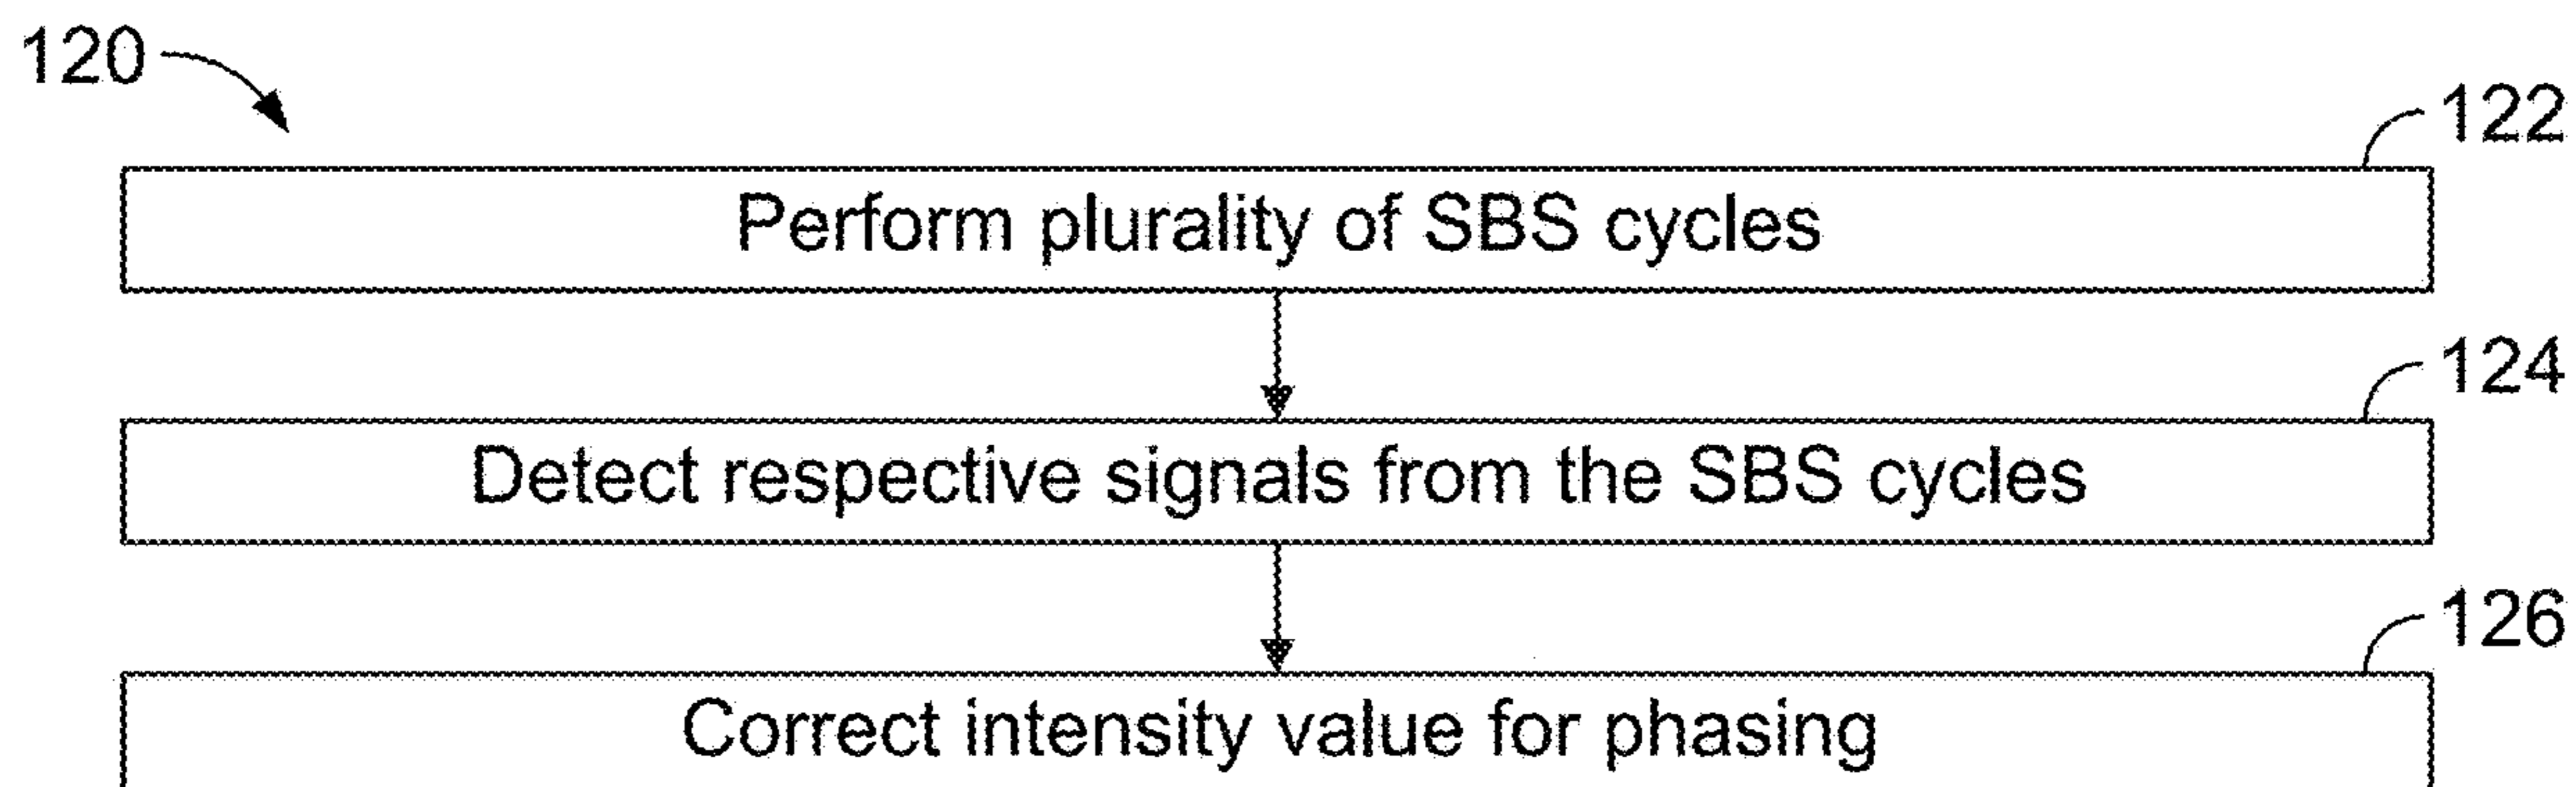 120
122
Perform plurality of SBS cycles
124
Detect respective signals from the SBS cycles
126
Correct intensity value for phasing